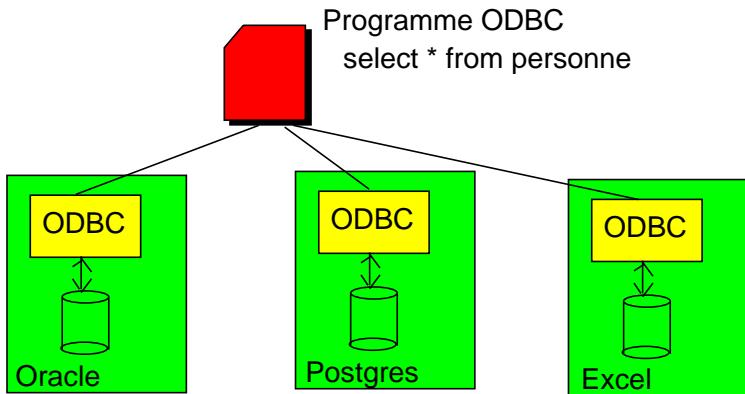 Programme ODBC
select * from personne
ODBC
ODBC
ODBC
Oracle
Postgres
Excel